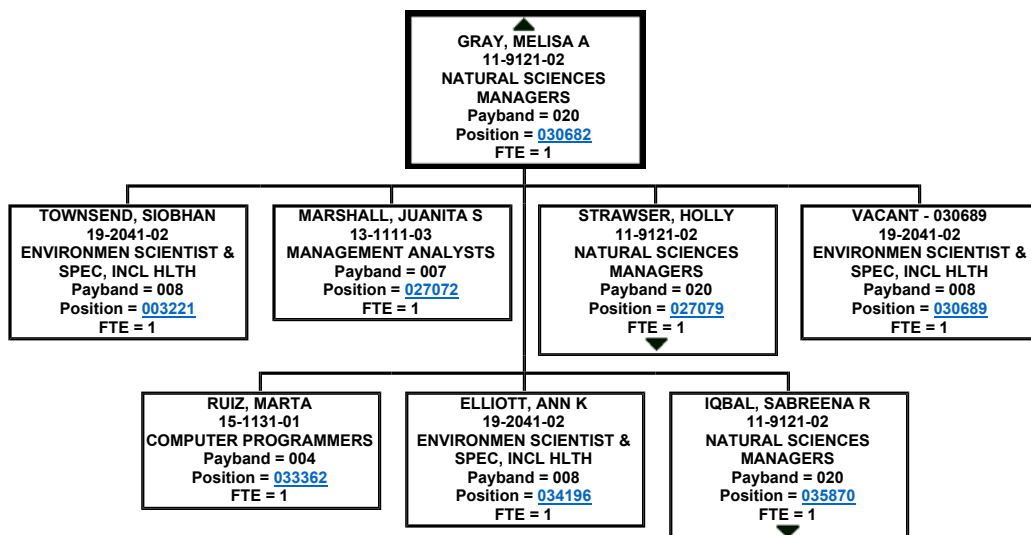 GRAY, MELISA A
11-9121-02
NATURAL SCIENCES
MANAGERS
Payband = 020
Position = 030682
FTE = 1
TOWNSEND, SIOBHAN
19-2041-02
ENVIRONMEN SCIENTIST &
SPEC, INCL HLTH
Payband = 008
Position = 003221
FTE = 1
MARSHALL, JUANITA S
13-1111-03
MANAGEMENT ANALYSTS
Payband = 007
Position = 027072
FTE = 1
STRAWSER, HOLLY
11-9121-02
NATURAL SCIENCES
MANAGERS
Payband = 020
Position = 027079
FTE = 1
VACANT - 030689
19-2041-02
ENVIRONMEN SCIENTIST &
SPEC, INCL HLTH
Payband = 008
Position = 030689
FTE = 1
RUIZ, MARTA
15-1131-01
COMPUTER PROGRAMMERS
Payband = 004
Position = 033362
FTE = 1
ELLIOTT, ANN K
19-2041-02
ENVIRONMEN SCIENTIST &
SPEC, INCL HLTH
Payband = 008
Position = 034196
FTE = 1
IQBAL, SABREENA R
11-9121-02
NATURAL SCIENCES
MANAGERS
Payband = 020
Position = 035870
FTE = 1